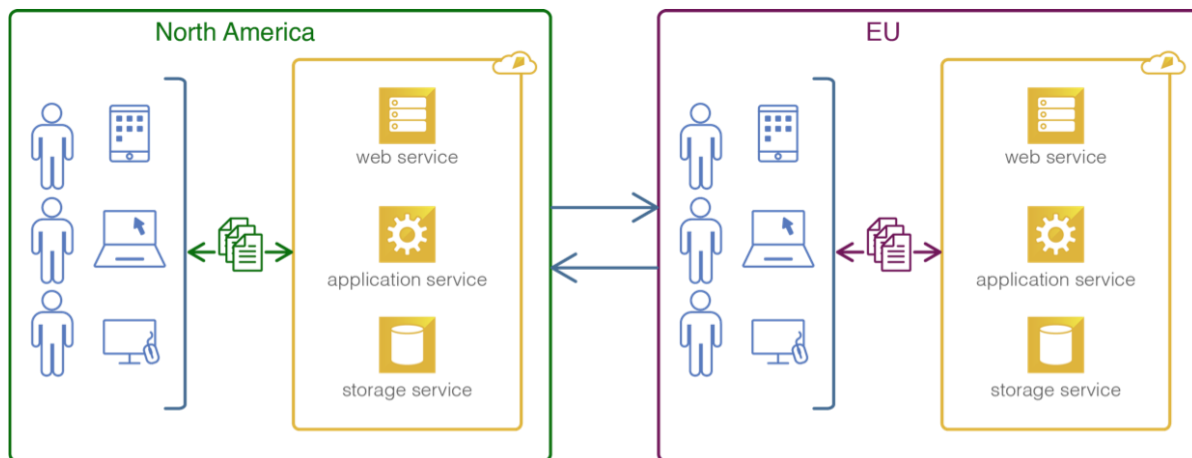 North America
EU
web service
application service
storage service
web service
application service
storage service